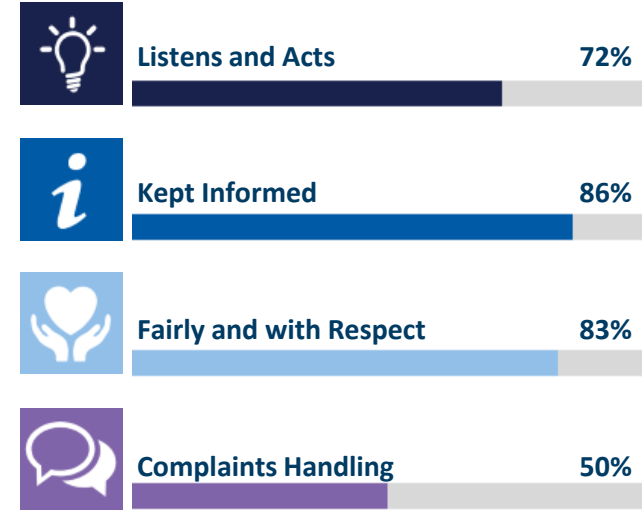 Listens and Acts 72%
Kept Informed 86%
Fairly and with Respect 83%
Complaints Handling 50%